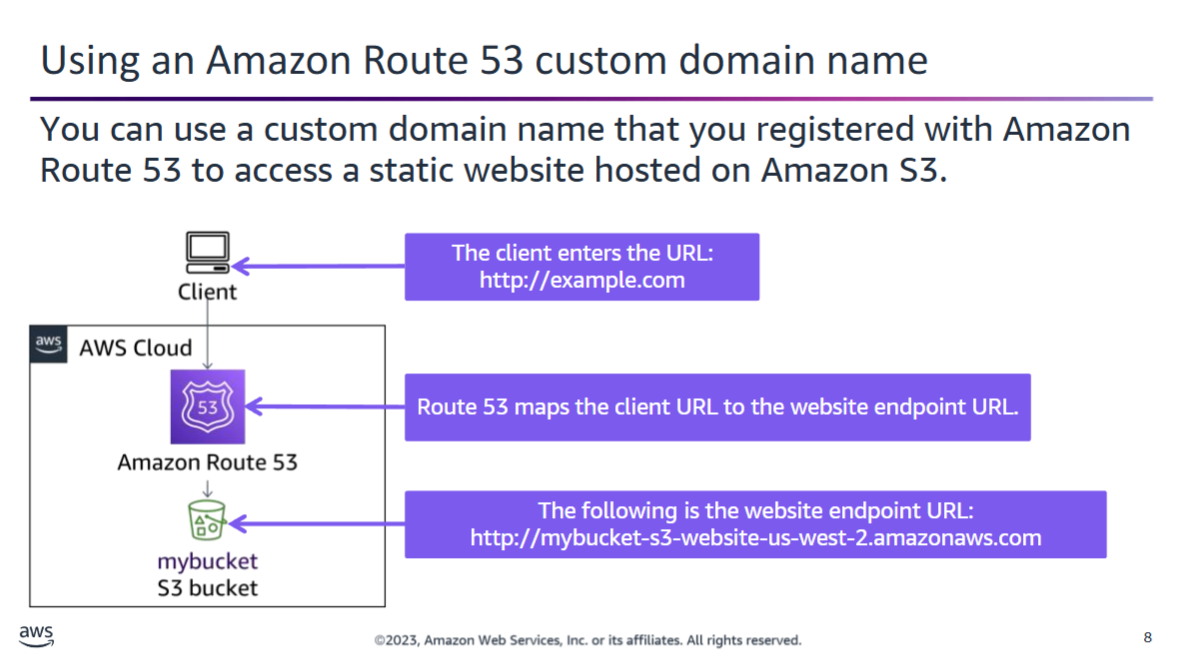 Using an Amazon Route 53 custom domain name
You can use a custom domain name that you registered with Amazon
Route 53 to access a static website hosted on Amazon S3.
The client enters the URL:
http://example.com
Client
aws
AWS Cloud
53
Route 53 maps the client URL to the website endpoint URL.
Amazon Route 53
The following is the website endpoint URL:
http://mybucket-s3-website-us-west-2.amazonaws.com
mybucket
S3 bucket
aws
©2023, Amazon Web Services, Inc. or its affiliates. All rights reserved.
8